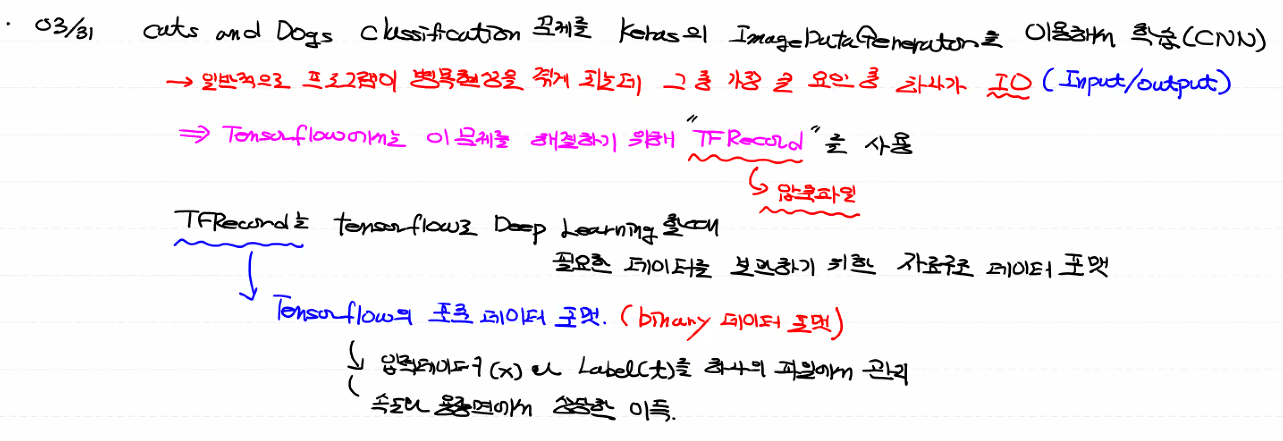 · 03/31 Cats and Dogs Classification 문제를 Keras의 ImageDataGenerator를 이용해서 학습(CNN)
→ 일반적으로 프로그램이 병목현상을 겪게 되는데 그 중 가장 큰 요인 중 하나가 IO (Input/output)
⇒ Tensorflow에서는 이 문제를 해결하기 위해 "TFRecord"를 사용
압축파일
TFRecord는 tensorflow로 Deep Learning 할 때
필요한 데이터를 보관하기 위한 자료구조 데이터 포맷
Tensorflow의 표준 데이터 포맷. (binary 데이터 포맷)
입력데이터(x)와 Label(t)를 하나의 파일에서 관리
속도나 용량면에서 상당한 이득.